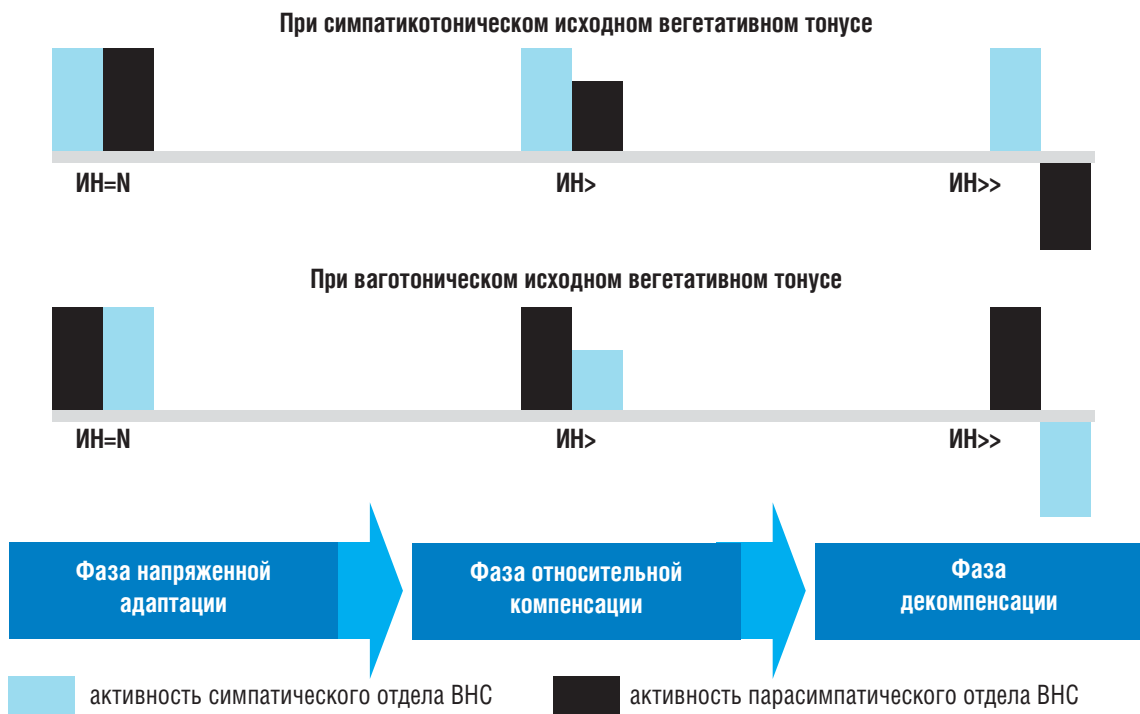 При симпатикотоническом исходном вегетативном тонусе
ИН=N
ИН>
ИН>>
При ваготоническом исходном вегетативном тонусе
ИН=N
ИН>
ИН>>
Фаза напряженной
адаптации
Фаза относительной
компенсации
Фаза
декомпенсации
активность симпатического отдела ВНС
активность парасимпатического отдела ВНС